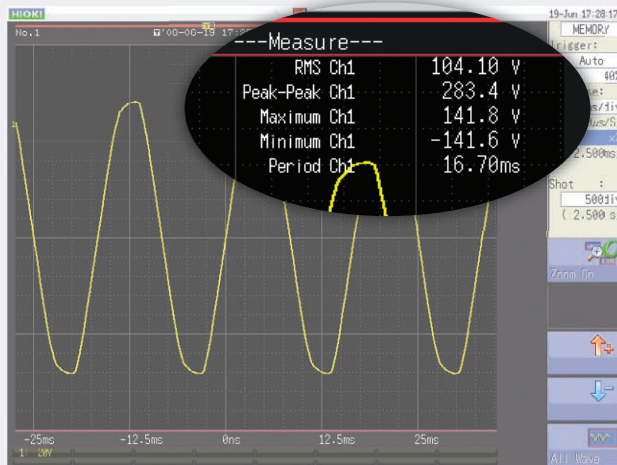 HIOKI
19-Jun 17:28:17
No.1
---Measure---
RMS Ch1 104.10 V
Peak-Peak Ch1 283.4 V
Maximum Ch1 141.8 V
Minimum Ch1 -141.6 V
Period Ch1 16.70ms
MEMORY
Trigger:
Auto
40%
2.500ms
Shot :
500div
( 2.500 s
Zoom On
All Wave
-25ms -12.5ms 0ns 12.5ms 25ms
1: 20V